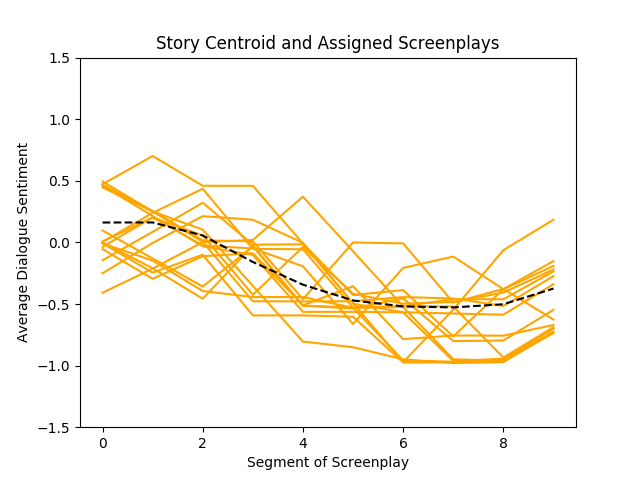 Story Centroid and Assigned Screenplays
1.5
1.0
0.5
0.0
−0.5
−1.0
−1.5
Average Dialogue Sentiment
0 2 4 6 8
Segment of Screenplay